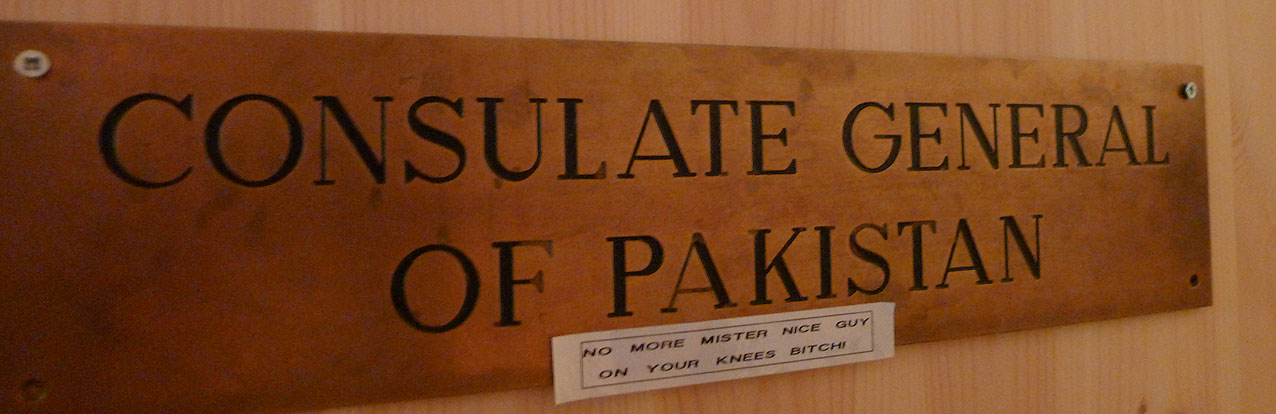 CONSULATE GENERAL
OF PAKISTAN
NO MORE MISTER NICE GUY
ON YOUR KNEES BITCH!